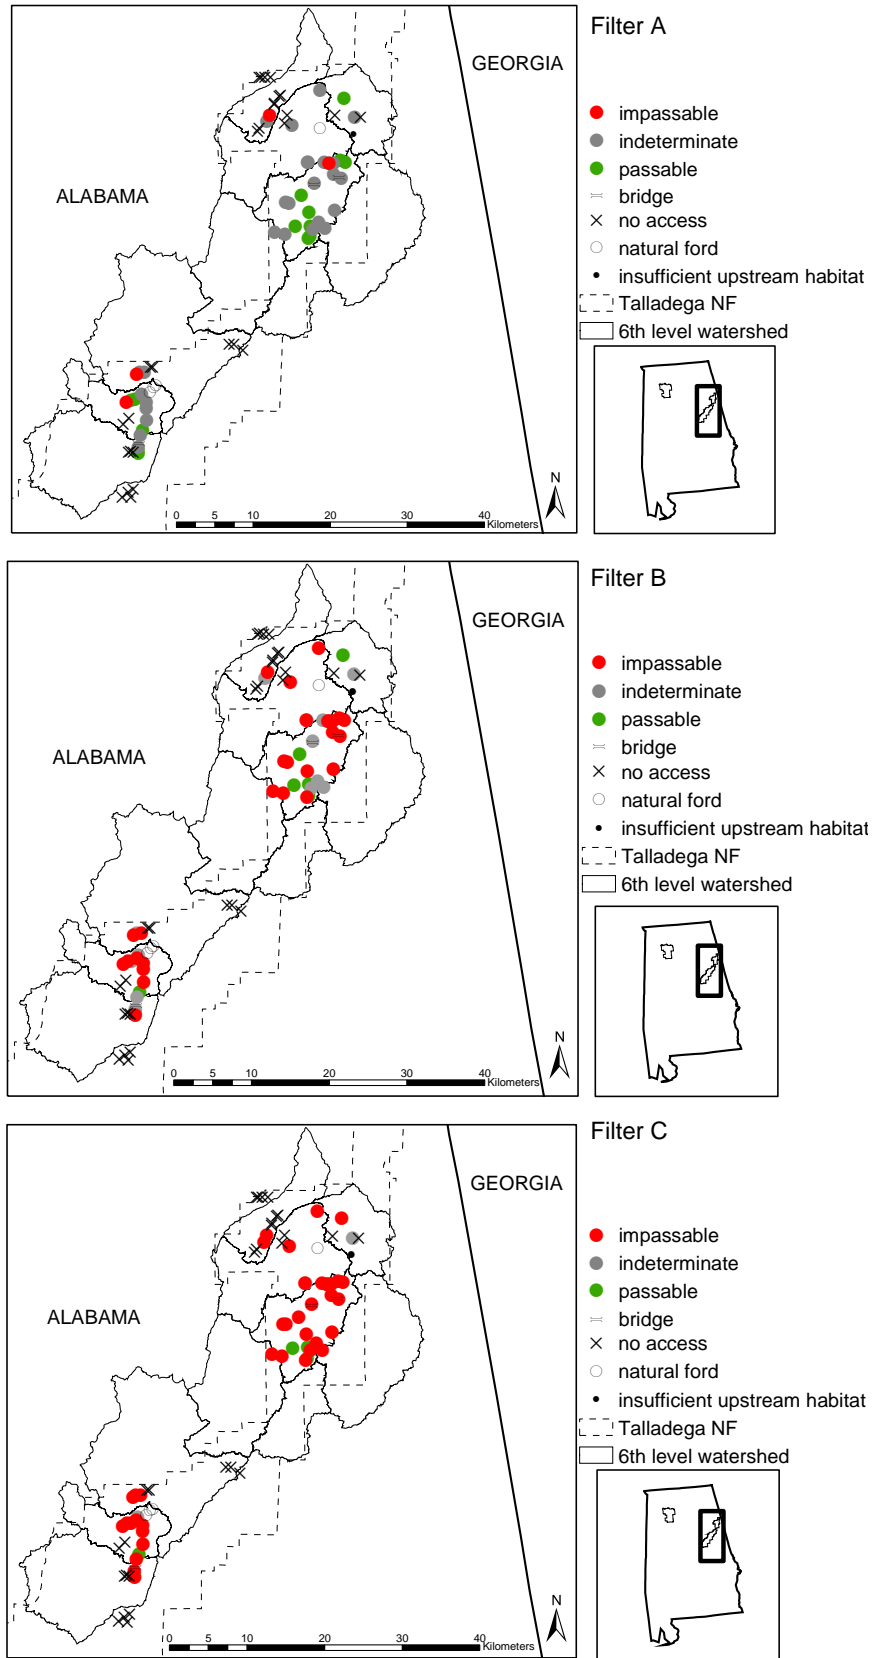 Filter A
GEORGIA
ALABAMA
impassable
indeterminate
passable
bridge
no access
natural ford
insufficient upstream habitat
Talladega NF
6th level watershed
N
0 5 10 20 30 40
Kilometers
Filter B
GEORGIA
ALABAMA
impassable
indeterminate
passable
bridge
no access
natural ford
insufficient upstream habitat
Talladega NF
6th level watershed
N
0 5 10 20 30 40
Kilometers
Filter C
GEORGIA
ALABAMA
impassable
indeterminate
passable
bridge
no access
natural ford
insufficient upstream habitat
Talladega NF
6th level watershed
N
0 5 10 20 30 40
Kilometers